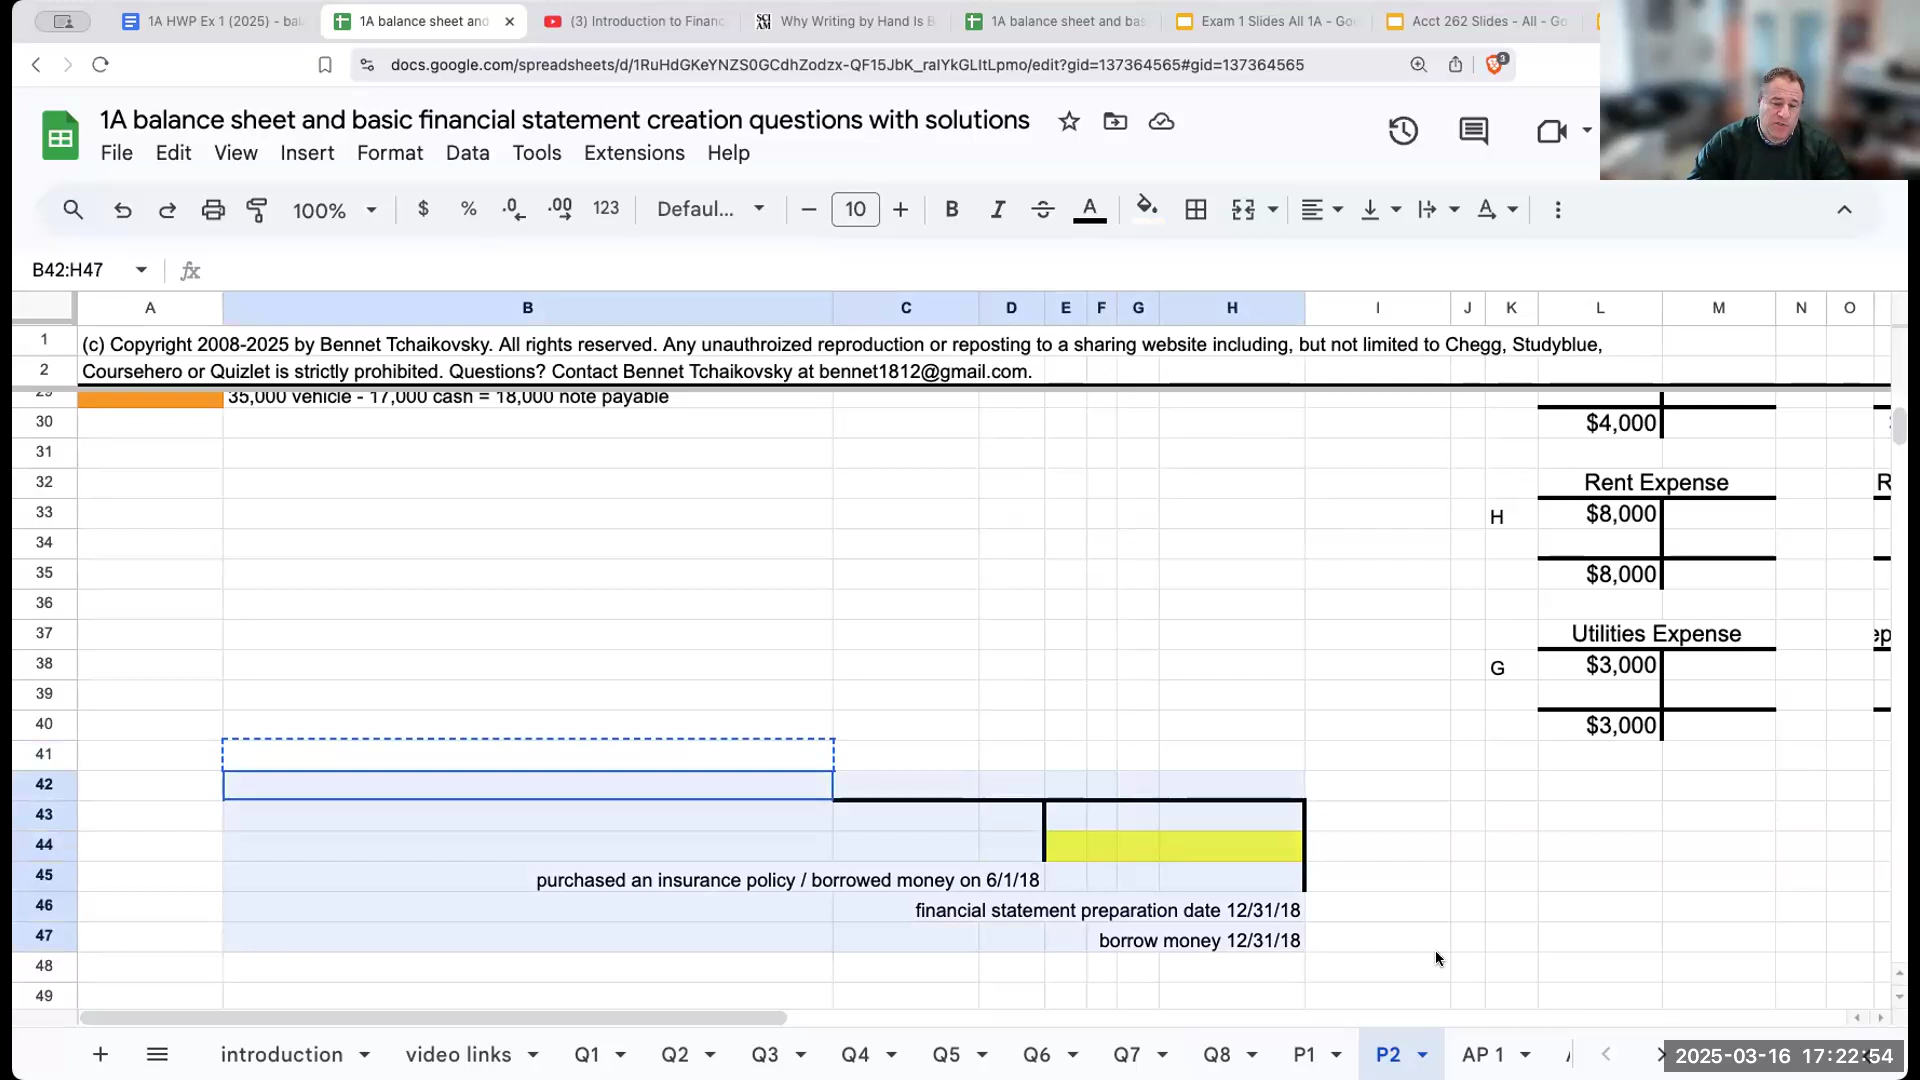 1A HWP Ex 1 (2025) - bal
1A balance sheet and
(3) Introduction to Financ
Why Writing by Hand Is B
1A balance sheet and bas
Exam 1 Slides All 1A - Go
Acct 262 Slides - All - Go
docs.google.com/spreadsheets/d/1RuHdGKeYNZS0GCdhZodzx-QF15JbK_raIYkGLltLpmo/edit?gid=137364565#gid=137364565
1A balance sheet and basic financial statement creation questions with solutions
File Edit View Insert Format Data Tools Extensions Help
100% $ % .0 .00 123 Defaul... 10 B I A
B42:H47 fx
A B C D E F G H I J K L M N O
1 (c) Copyright 2008-2025 by Bennet Tchaikovsky. All rights reserved. Any unauthroized reproduction or reposting to a sharing website including, but not limited to Chegg, Studyblue,
2 Coursehero or Quizlet is strictly prohibited. Questions? Contact Bennet Tchaikovsky at bennet1812@gmail.com.
29 35,000 vehicle - 17,000 cash = 18,000 note payable
30 $4,000
31
32 Rent Expense R
33 H $8,000
34
35 $8,000
36
37 Utilities Expense ep
38 G $3,000
39
40 $3,000
41
42
43
44
45 purchased an insurance policy / borrowed money on 6/1/18
46 financial statement preparation date 12/31/18
47 borrow money 12/31/18
48
49
introduction video links Q1 Q2 Q3 Q4 Q5 Q6 Q7 Q8 P1 P2 AP 1
2025-03-16 17:22:54